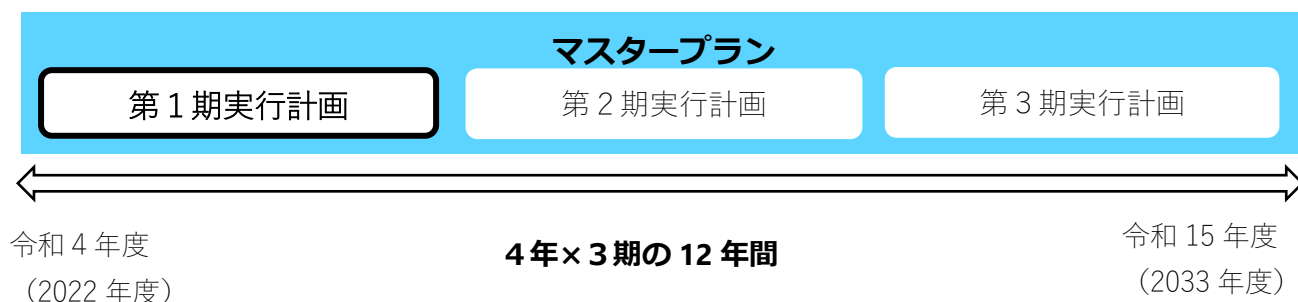 マスタープラン
第１期実行計画
第２期実行計画
第３期実行計画
令和４年度
（2022 年度）
４年×３期の 12 年間
令和 15 年度
（2033 年度）